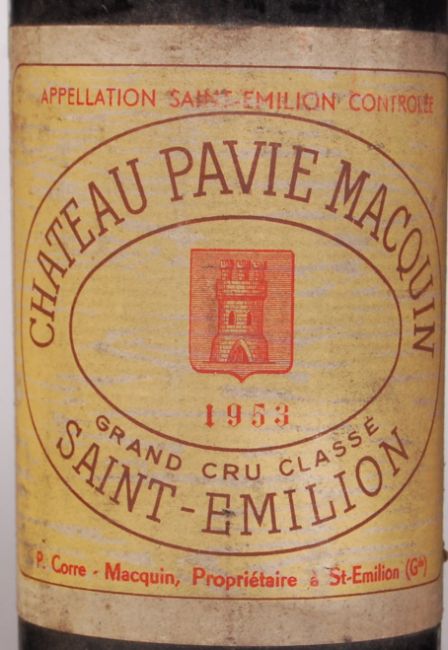 APPELLATION SAINT-EMILION CONTROLÉE
CHATEAU PAVIE MACQUIN
1953
GRAND CRU CLASSÉ
SAINT-EMILION
P. Corre - Macquin, Propriétaire à St-Emilion (Gde)